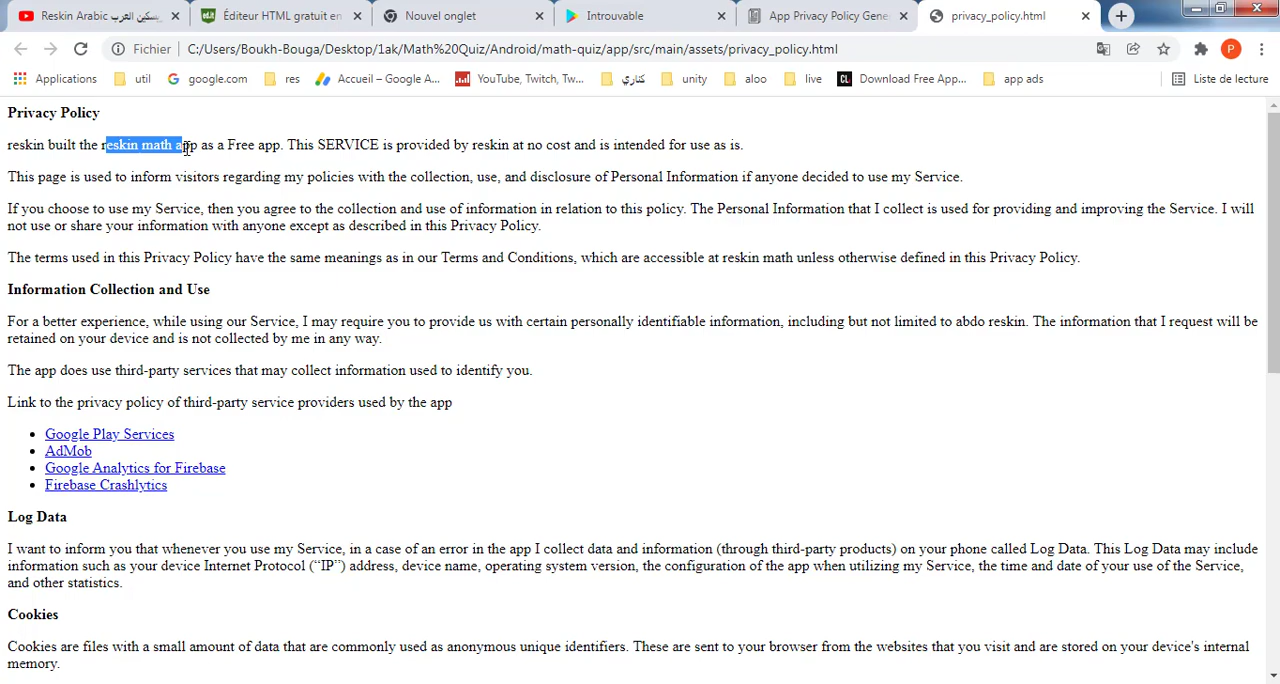 Reskin Arabic ريسكين العرب
Éditeur HTML gratuit en
Nouvel onglet
Introuvable
App Privacy Policy Gene
privacy_policy.html
Fichier
C:/Users/Boukh-Bouga/Desktop/1ak/Math%20Quiz/Android/math-quiz/app/src/main/assets/privacy_policy.html
P
Applications
util
google.com
res
Accueil – Google A...
YouTube, Twitch, Tw...
كناري
unity
aloo
live
CL
Download Free App...
app ads
Liste de lecture
Privacy Policy
reskin built the reskin math app as a Free app. This SERVICE is provided by reskin at no cost and is intended for use as is.
This page is used to inform visitors regarding my policies with the collection, use, and disclosure of Personal Information if anyone decided to use my Service.
If you choose to use my Service, then you agree to the collection and use of information in relation to this policy. The Personal Information that I collect is used for providing and improving the Service. I will
not use or share your information with anyone except as described in this Privacy Policy.
The terms used in this Privacy Policy have the same meanings as in our Terms and Conditions, which are accessible at reskin math unless otherwise defined in this Privacy Policy.
Information Collection and Use
For a better experience, while using our Service, I may require you to provide us with certain personally identifiable information, including but not limited to abdo reskin. The information that I request will be
retained on your device and is not collected by me in any way.
The app does use third-party services that may collect information used to identify you.
Link to the privacy policy of third-party service providers used by the app
Google Play Services
AdMob
Google Analytics for Firebase
Firebase Crashlytics
Log Data
I want to inform you that whenever you use my Service, in a case of an error in the app I collect data and information (through third-party products) on your phone called Log Data. This Log Data may include
information such as your device Internet Protocol (“IP”) address, device name, operating system version, the configuration of the app when utilizing my Service, the time and date of your use of the Service,
and other statistics.
Cookies
Cookies are files with a small amount of data that are commonly used as anonymous unique identifiers. These are sent to your browser from the websites that you visit and are stored on your device's internal
memory.